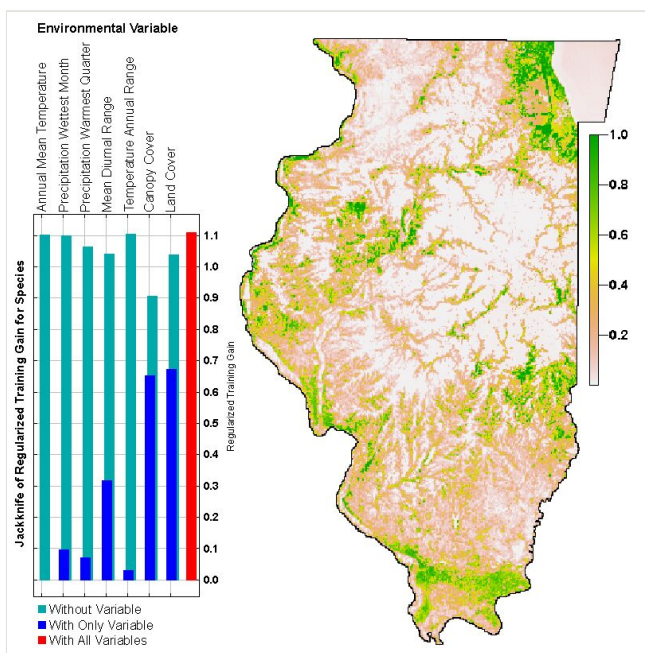 Environmental Variable
Annual Mean Temperature
Precipitation Wettest Month
Precipitation Warmest Quarter
Mean Diurnal Range
Temperature Annual Range
Canopy Cover
Land Cover
Jackknife of Regularized Training Gain for Species
1.1
1.0
0.9
0.8
0.7
0.6
0.5
0.4
0.3
0.2
0.1
0.0
Regularized Training Gain
Without Variable
With Only Variable
With All Variables
1.0
0.8
0.6
0.4
0.2